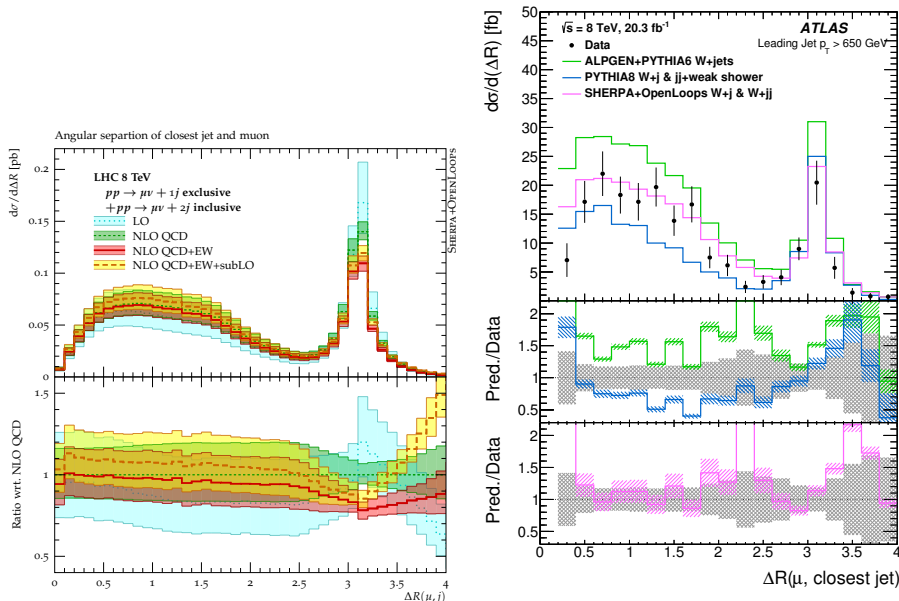 Angular separtion of closest jet and muon
dσ/dΔR [pb]
LHC 8 TeV
pp → μν + 1j exclusive
+pp → μν + 2j inclusive
LO
NLO QCD
NLO QCD+EW
NLO QCD+EW+subLO
SHERPA+OPENLOOPS
0.2
0.15
0.1
0.05
0
Ratio wrt. NLO QCD
1.5
1
0.5
0 0.5 1 1.5 2 2.5 3 3.5 4
ΔR(μ, j)
dσ/d(ΔR) [fb]
√s = 8 TeV, 20.3 fb⁻¹
ATLAS
Data
Leading Jet pT > 650 GeV
ALPGEN+PYTHIA6 W+jets
PYTHIA8 W+j & jj+weak shower
SHERPA+OpenLoops W+j & W+jj
50
45
40
35
30
25
20
15
10
5
0
Pred./Data
2
1.5
1
0.5
Pred./Data
2
1.5
1
0.5
0 0.5 1 1.5 2 2.5 3 3.5 4
ΔR(μ, closest jet)